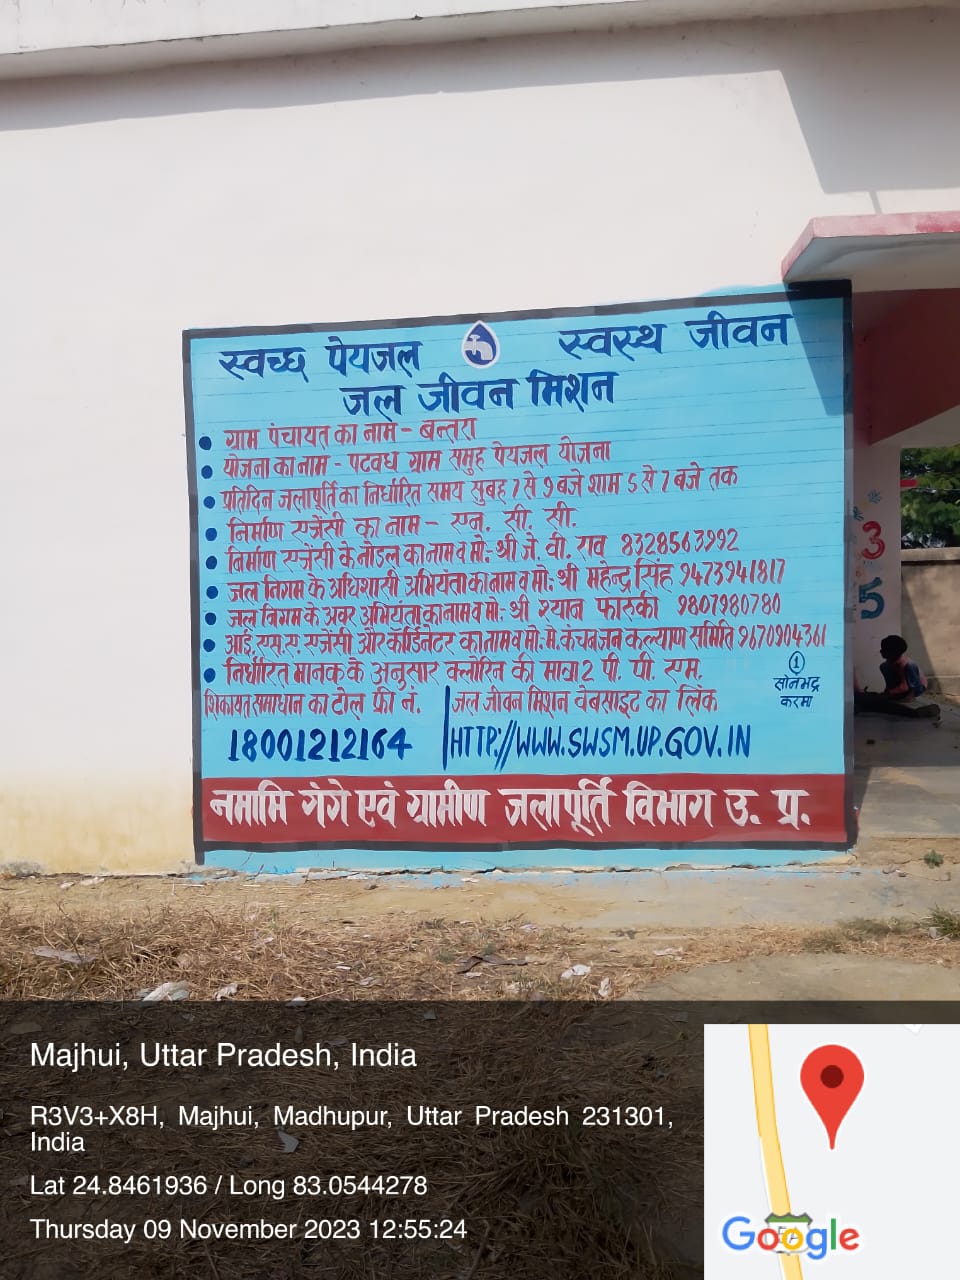 स्वच्छ पेयजल स्वस्थ जीवन
जल जीवन मिशन
• ग्राम पंचायत का नाम - बन्तरा
• योजना का नाम - पटवध ग्राम समुह पेयजल योजना
• प्रतिदिन जलापूर्ति का निर्धारित समय सुबह 7 से 9 बजे शाम 5 से 7 बजे तक
• निर्माण एजेंसी का नाम - एन. सी. सी.
• निर्माण एजेंसी के नोडल का नाम व मो: श्री जे. वी. राव 8328563992
• जल निगम के अधिशासी अभियंता का नाम व मो: श्री महेन्द्र सिंह 9473941817
• जल निगम के अवर अभियंता का नाम व मो: श्री श्यान फारुकी 9807980780
• आई. एस. ए. एजेंसी और कॉर्डिनेटर का नाम व मो. मे. कंचनजन कल्याण समिति 9670904361
• निर्धारित मानक के अनुसार क्लोरिन की मात्रा 2 पी. पी. एम.
1
सोनभद्र
करमा
शिकायत समाधान का टोल फ्री नं.
18001212164
जल जीवन मिशन वेबसाइट का लिंक
HTTP://WWW.SWSM.UP.GOV.IN
नमामि गंगे एवं ग्रामीण जलापूर्ति विभाग उ. प्र.
3
5
Majhui, Uttar Pradesh, India
R3V3+X8H, Majhui, Madhupur, Uttar Pradesh 231301,
India
Lat 24.8461936 / Long 83.0544278
Thursday 09 November 2023 12:55:24
Google